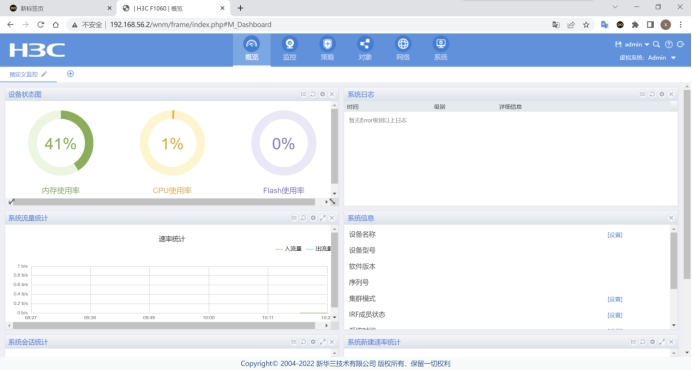 新标签页
| H3C F1060 | 概览
不安全 | 192.168.56.2/wnm/frame/index.php#M_Dashboard
H3C
概览 监控 策略 对象 网络 系统
admin
虚拟系统: Admin
预定义监控
设备状态图
41% 1% 0%
内存使用率 CPU使用率 Flash使用率
系统日志
时间 级别 详细信息
暂无Error级别以上日志
系统流量统计
速率统计
入流量 出流量
1 b/s
0.8 b/s
0.6 b/s
0.4 b/s
0.2 b/s
0 b/s
09:27 09:38 09:49 10:00 10:11 10:2
系统信息
设备名称 [设置]
设备型号
软件版本
序列号
集群模式 [设置]
IRF成员状态 [设置]
系统会话统计
系统新建速率统计
Copyright© 2004-2022 新华三技术有限公司 版权所有、保留一切权利